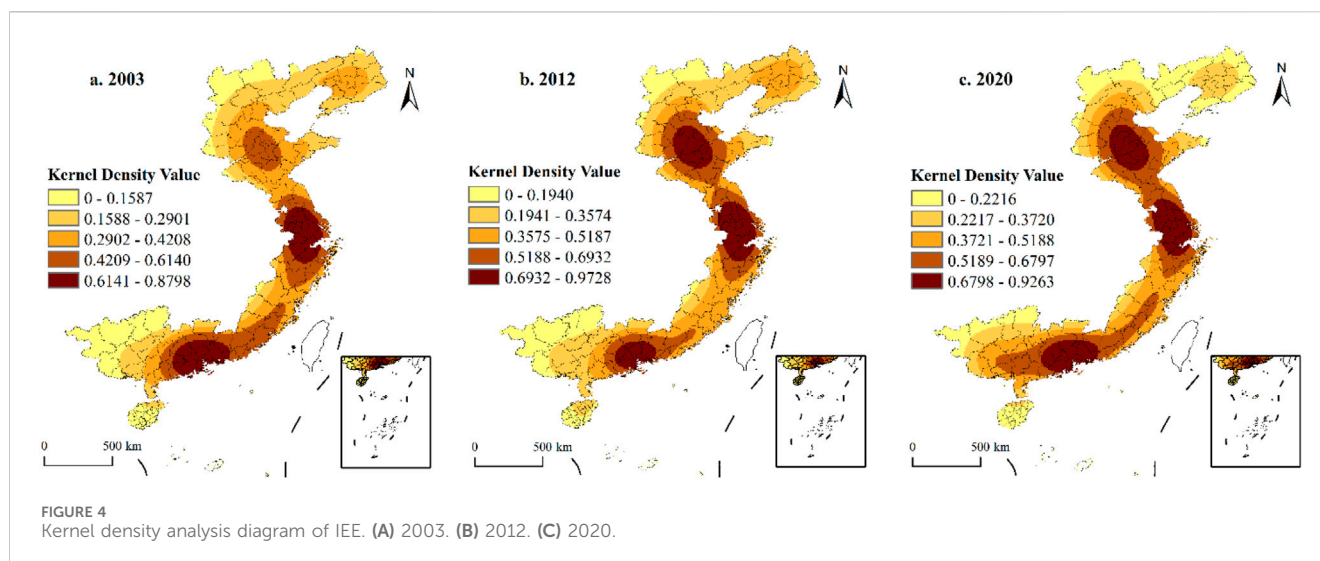 a. 2003
N
Kernel Density Value
0 - 0.1587
0.1588 - 0.2901
0.2902 - 0.4208
0.4209 - 0.6140
0.6141 - 0.8798
0 500 km
b. 2012
N
Kernel Density Value
0 - 0.1940
0.1941 - 0.3574
0.3575 - 0.5187
0.5188 - 0.6932
0.6932 - 0.9728
0 500 km
c. 2020
N
Kernel Density Value
0 - 0.2216
0.2217 - 0.3720
0.3721 - 0.5188
0.5189 - 0.6797
0.6798 - 0.9263
0 500 km
FIGURE 4
Kernel density analysis diagram of IEE. (A) 2003. (B) 2012. (C) 2020.